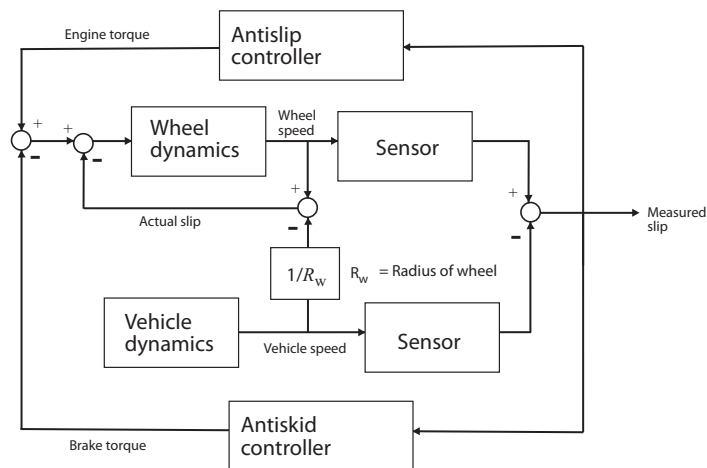 Engine torque
Antislip
controller
+
+
−
−
Wheel
dynamics
Wheel
speed
Sensor
+
−
Actual slip
+
−
Measured
slip
1/Rw
Rw = Radius of wheel
Vehicle
dynamics
Vehicle speed
Sensor
Brake torque
Antiskid
controller